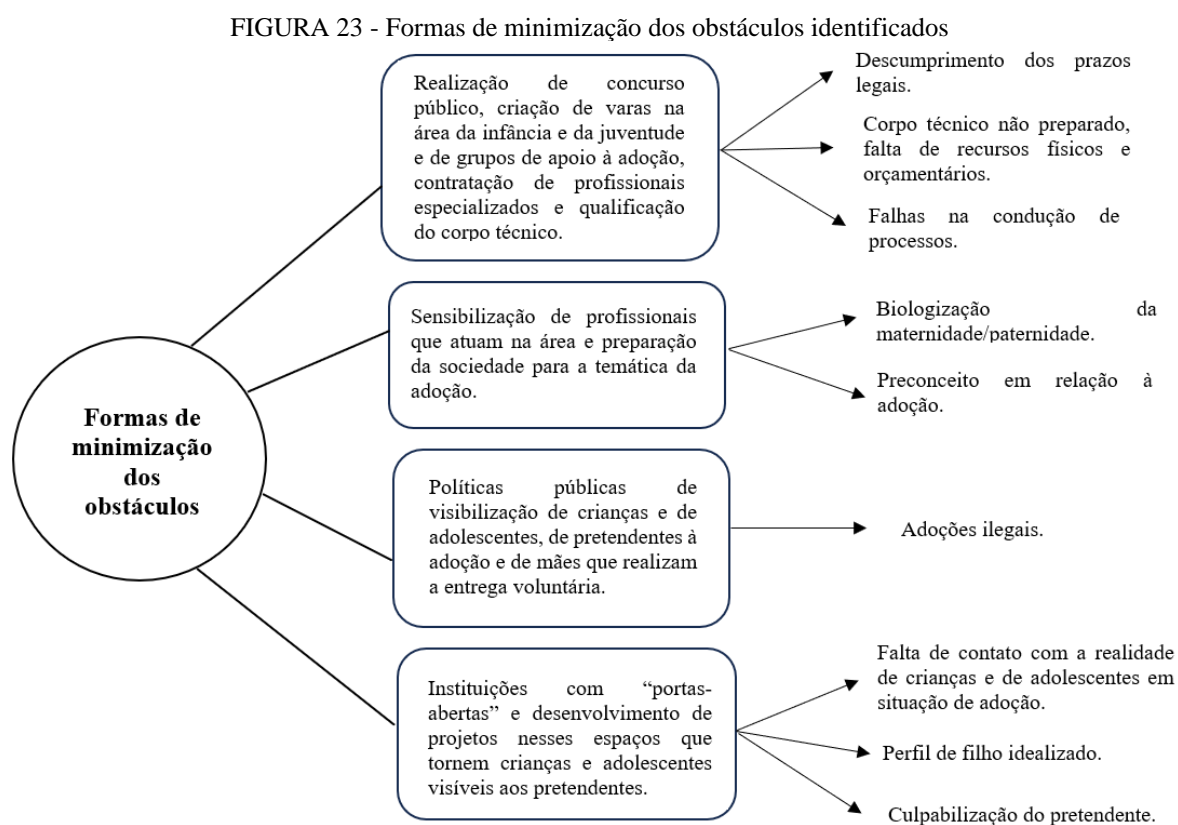 FIGURA 23 - Formas de minimização dos obstáculos identificados
Realização de concurso
público, criação de varas na
área da infância e da juventude
e de grupos de apoio à adoção,
contratação de profissionais
especializados e qualificação
do corpo técnico.
Descumprimento dos prazos
legais.
Corpo técnico não preparado,
falta de recursos físicos e
orçamentários.
Falhas na condução de
processos.
Sensibilização de profissionais
que atuam na área e preparação
da sociedade para a temática da
adoção.
Biologização da
maternidade/paternidade.
Preconceito em relação à
adoção.
Formas de
minimização
dos
obstáculos
Políticas públicas de
visibilização de crianças e de
adolescentes, de pretendentes à
adoção e de mães que realizam
a entrega voluntária.
Adoções ilegais.
Instituições com “portas-
abertas” e desenvolvimento de
projetos nesses espaços que
tornem crianças e adolescentes
visíveis aos pretendentes.
Falta de contato com a realidade
de crianças e de adolescentes em
situação de adoção.
Perfil de filho idealizado.
Culpabilização do pretendente.